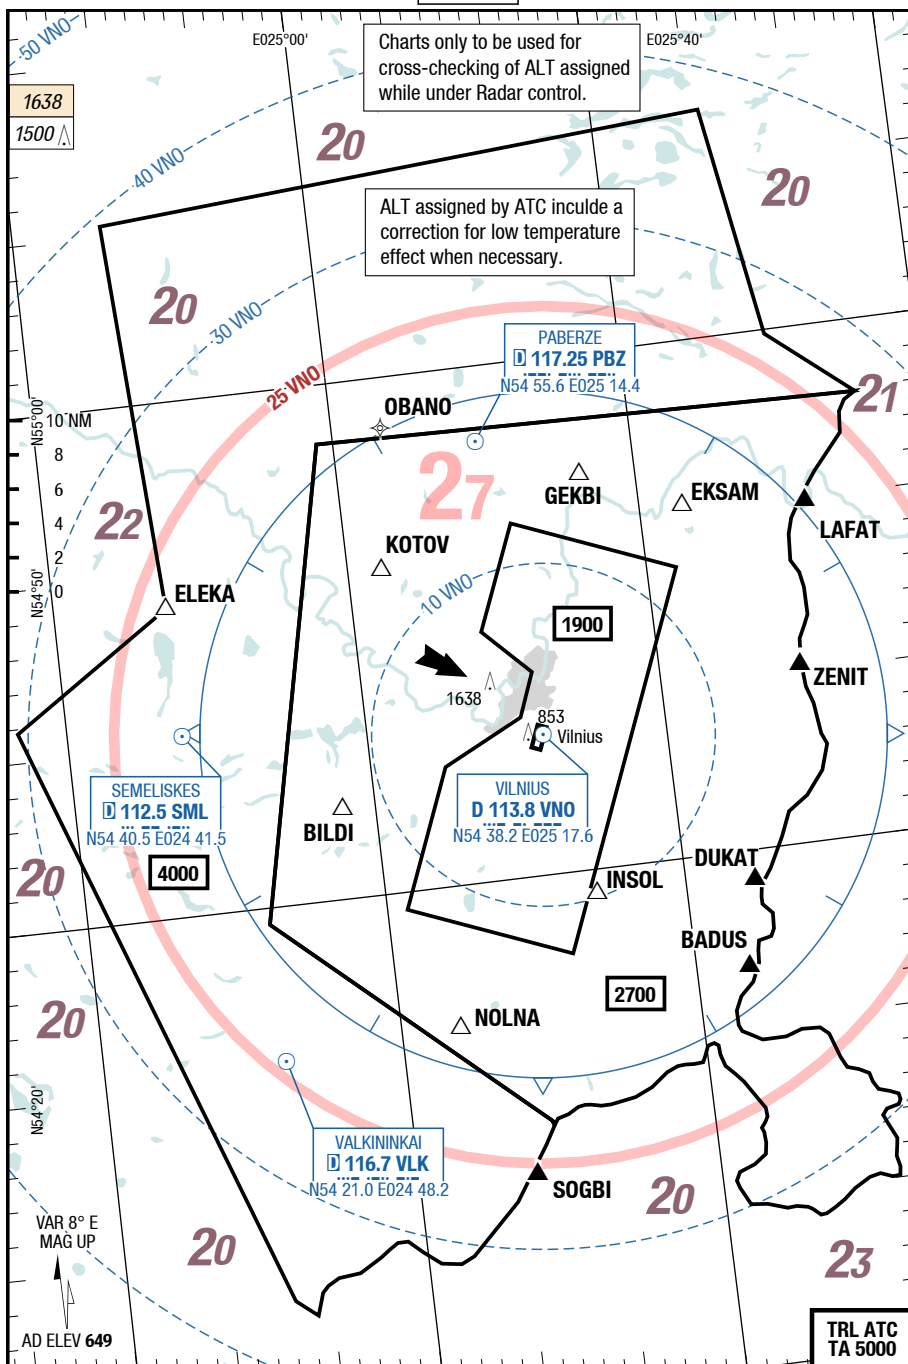 50 VNO
E025°00'
Charts only to be used for
cross-checking of ALT assigned
while under Radar control.
E025°40'
1638
1500
20
40 VNO
20
ALT assigned by ATC inculde a
correction for low temperature
effect when necessary.
20
30 VNO
PABERZE
D 117.25 PBZ
N54 55.6 E025 14.4
25 VNO
21
N55°00'
10 NM
8
6
4
2
0
OBANO
27
GEKBI
EKSAM
LAFAT
22
KOTOV
N54°50'
ELEKA
10 VNO
1900
ZENIT
1638
853
Vilnius
SEMELISKES
D 112.5 SML
N54 40.5 E024 41.5
VILNIUS
D 113.8 VNO
N54 38.2 E025 17.6
BILDI
4000
20
DUKAT
INSOL
BADUS
2700
20
NOLNA
N54°20'
VALKININKAI
D 116.7 VLK
N54 21.0 E024 48.2
SOGBI
20
VAR 8° E
MAG UP
20
23
AD ELEV 649
TRL ATC
TA 5000